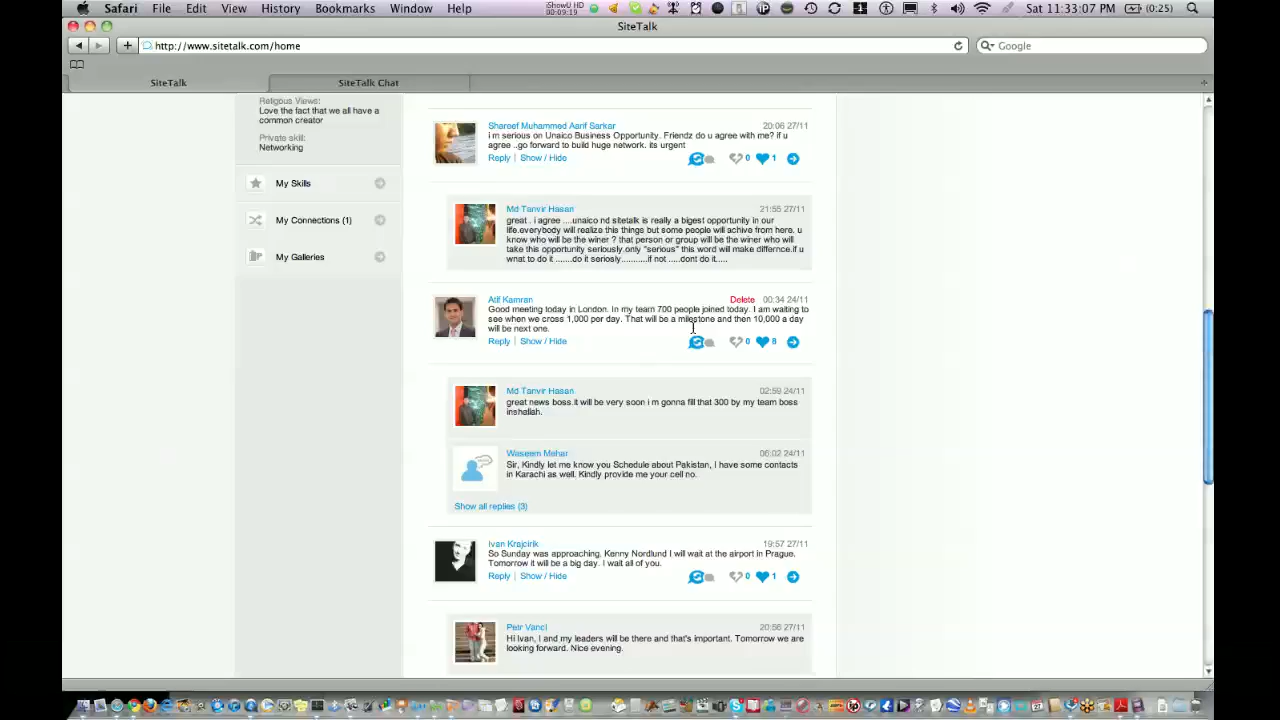 Safari File Edit View History Bookmarks Window Help iShowU HD 00:09:19 Sat 11:33:07 (0:25)
SiteTalk
http://www.sitetalk.com/home
Google
SiteTalk SiteTalk Chat
Religous Views:
Love the fact that we all have a
common creator
Private skill:
Networking
My Skills
My Connections (1)
My Galleries
Shareef Muhammed Aarif Sarkar 20:06 27/11
i m serious on Unaico Business Opportunity. Friendz do u agree with me? if u
agree ..go forward to build huge network. its urgent
Reply | Show / Hide 0 1
Md Tanvir Hasan 21:55 27/11
great . i agree ....unaico nd sitetalk is really a bigest opportunity in our
life.everybody will realize this things but some people will achive from here. u
know who will be the winer ? that person or group will be the winer who will
take this opportunity seriously.only "serious" this word will make differnce.if u
wnat to do it .......do it seriosly...........if not .....dont do it.....
Atif Kamran Delete 00:34 24/11
Good meeting today in London. In my team 700 people joined today. I am waiting to
see when we cross 1,000 per day. That will be a milestone and then 10,000 a day
will be next one.
Reply | Show / Hide 0 8
Md Tanvir Hasan 02:59 24/11
great news boss.it will be very soon i m gonna fill that 300 by my team boss
inshallah.
Waseem Mehar 06:02 24/11
Sir, Kindly let me know you Schedule about Pakistan, I have some contacts
in Karachi as well. Kindly provide me your cell no.
Show all replies (3)
Ivan Krajcirik 19:57 27/11
So Sunday was approaching. Kenny Nordlund I will wait at the airport in Prague.
Tomorrow it will be a big day. I wait all of you.
Reply | Show / Hide 0 1
Petr Vancl 20:56 27/11
Hi Ivan, I and my leaders will be there and that's important. Tomorrow we are
looking forward. Nice evening.